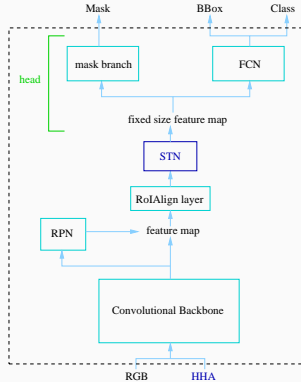 Mask BBox Class
mask branch FCN
head
fixed size feature map
STN
RoIAlign layer
RPN feature map
Convolutional Backbone
RGB HHA